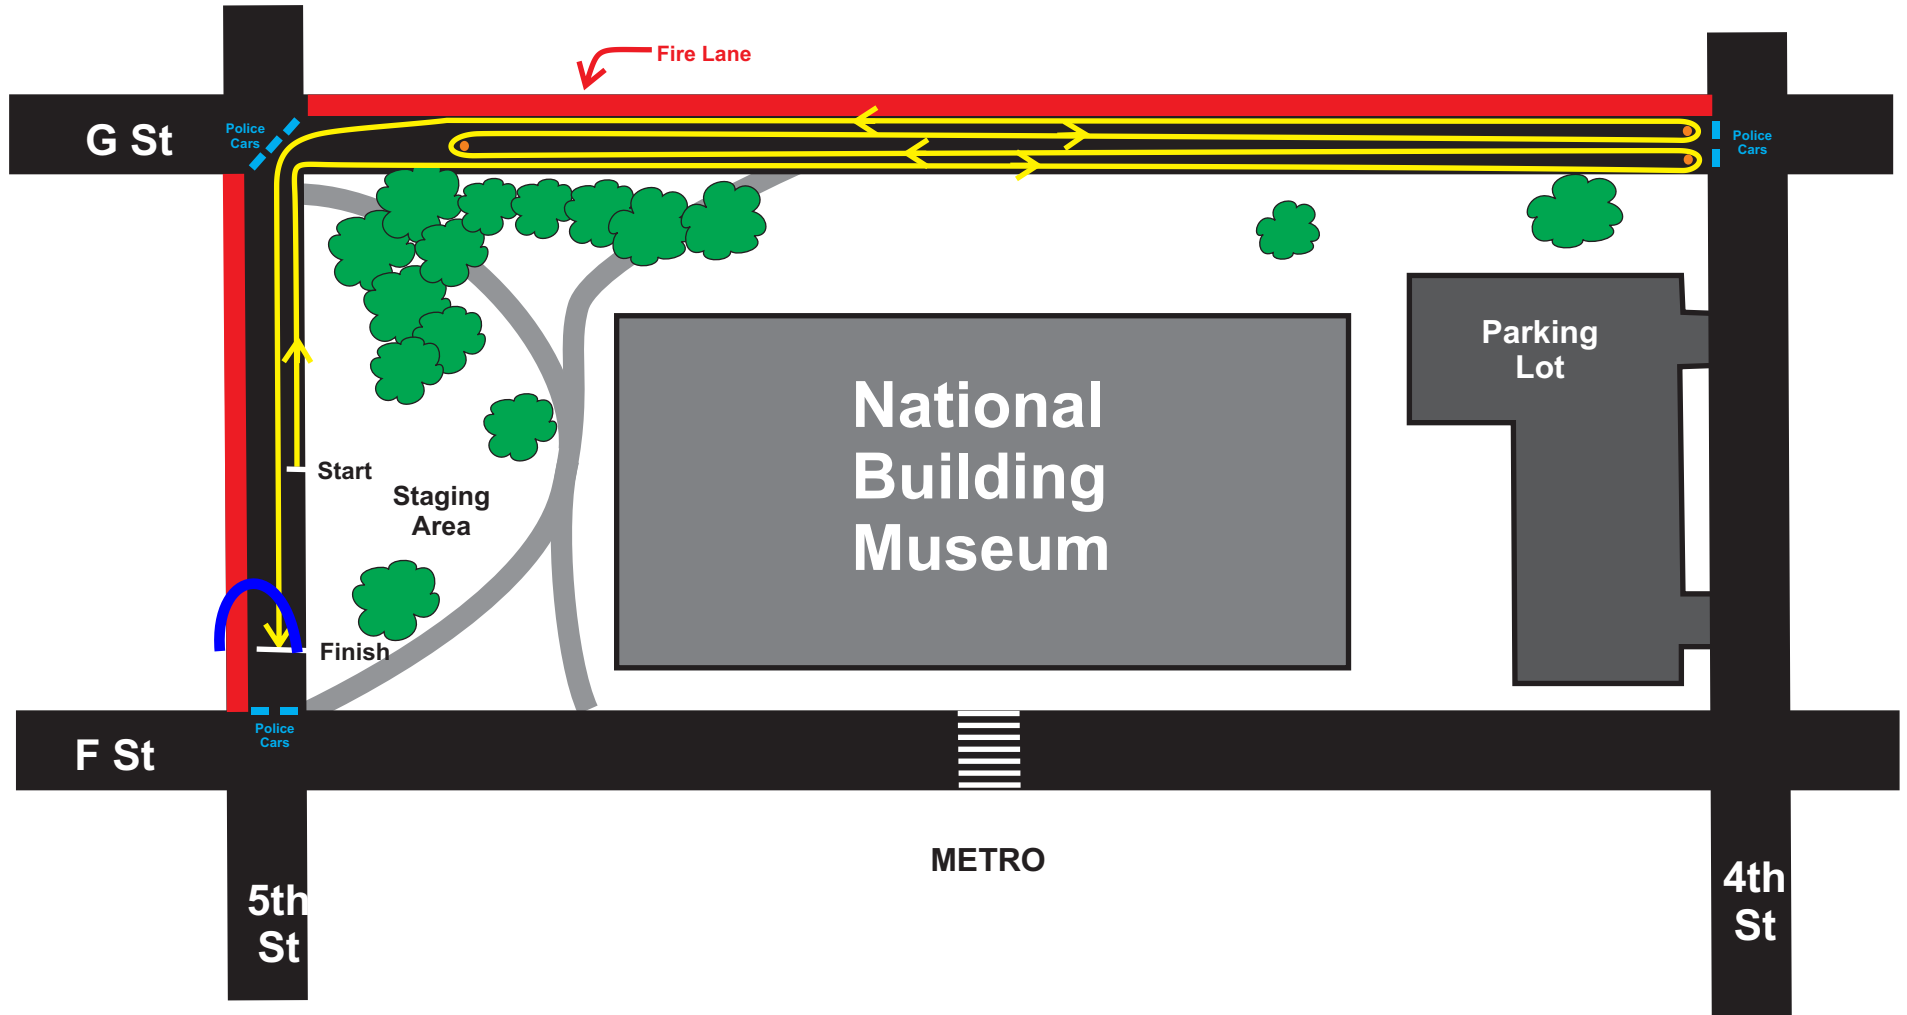 Fire Lane
G St
Police
Cars
Police
Cars
Parking
Lot
National
Building
Museum
Start
Staging
Area
Finish
Police
Cars
F St
METRO
5th
St
4th
St